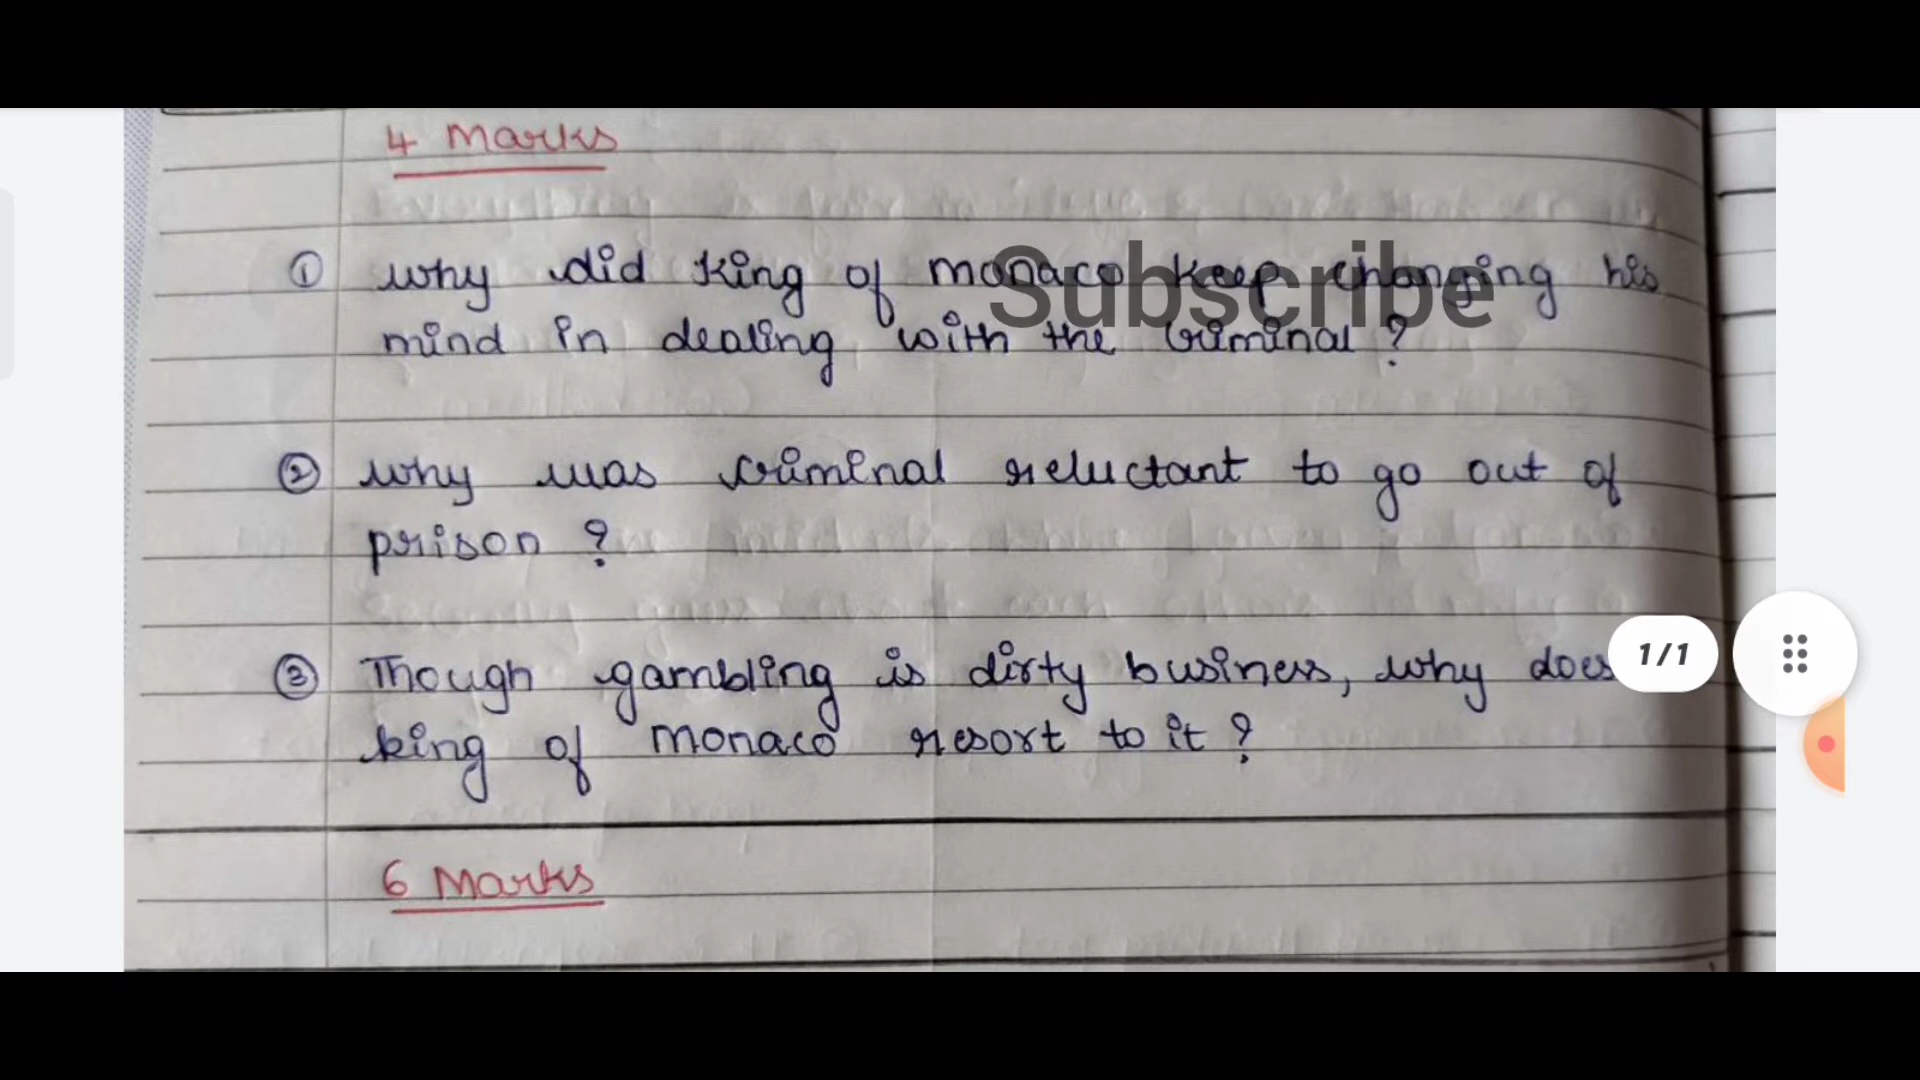 4 Marks
① why did king of monaco keep changing his
mind in dealing with the criminal ?
Subscribe
② why was criminal reluctant to go out of
prison ?
③ Though gambling is dirty business, why does
king of monaco resort to it ?
1/1
6 Marks